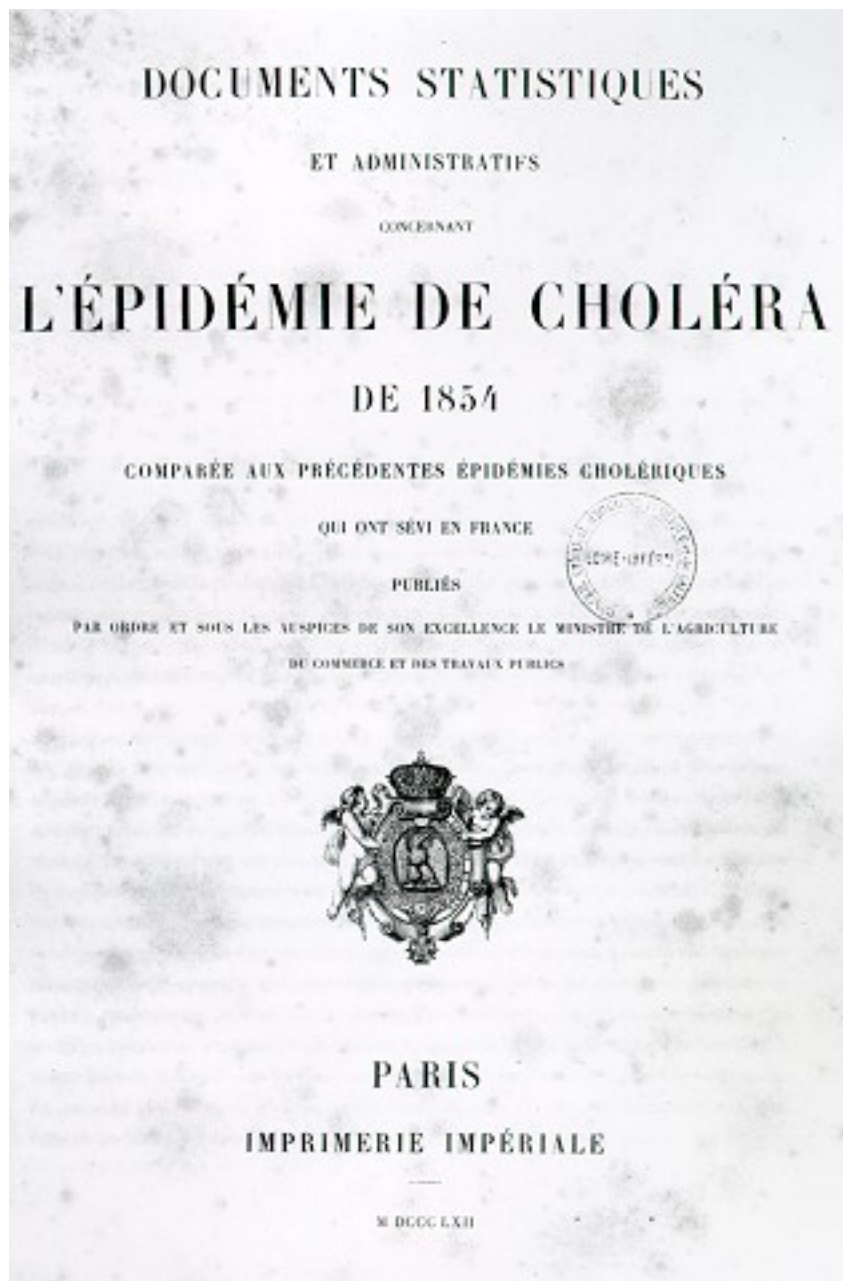 DOCUMENTS STATISTIQUES
ET ADMINISTRATIFS
CONCERNANT
L'ÉPIDÉMIE DE CHOLÉRA
DE 1854
COMPARÉE AUX PRÉCÉDENTES ÉPIDÉMIES CHOLÉRIQUES
QUI ONT SÉVI EN FRANCE
PUBLIÉS
PAR ORDRE ET SOUS LES AUSPICES DE SON EXCELLENCE LE MINISTRE DE L'AGRICULTURE
DU COMMERCE ET DES TRAVAUX PUBLICS
PARIS
IMPRIMERIE IMPÉRIALE
M DCCC LXII